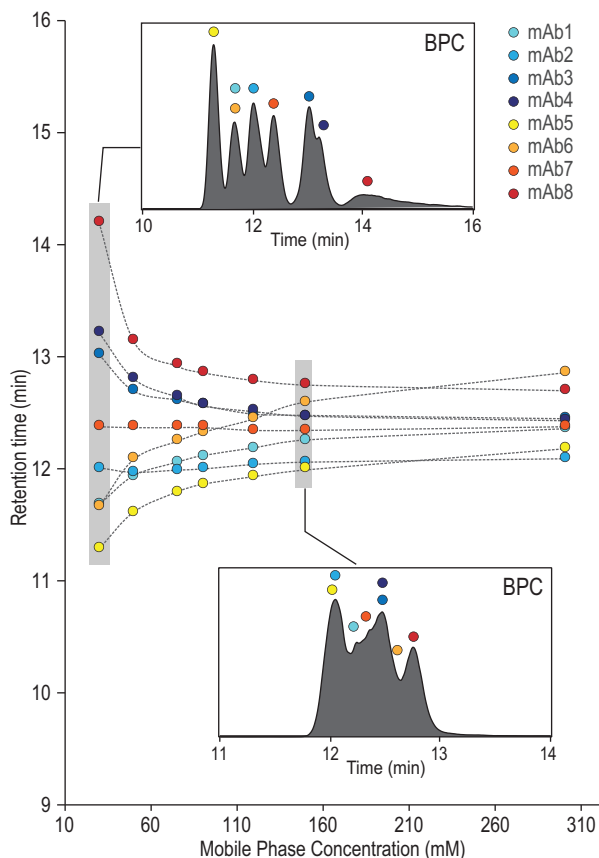 16
15
14
13
12
11
10
9
Retention time (min)
10
60
110
160
210
260
310
Mobile Phase Concentration (mM)
BPC
10
12
14
16
Time (min)
mAb1
mAb2
mAb3
mAb4
mAb5
mAb6
mAb7
mAb8
BPC
11
12
13
14
Time (min)